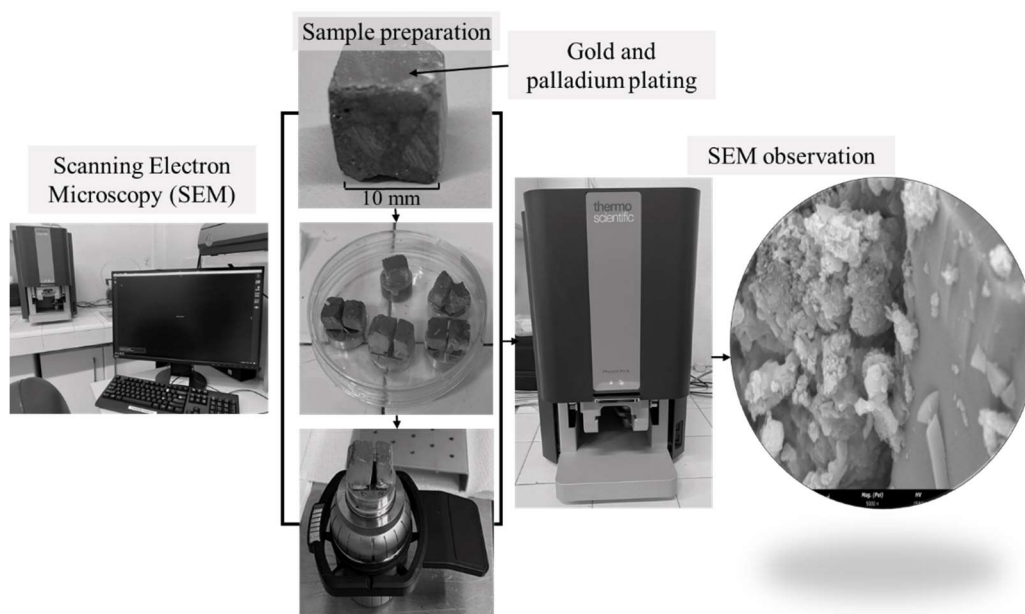 Sample preparation
Gold and
palladium plating
10 mm
Scanning Electron
Microscopy (SEM)
thermo
scientific
SEM observation
Mag. (Pol)
5000 x
HV